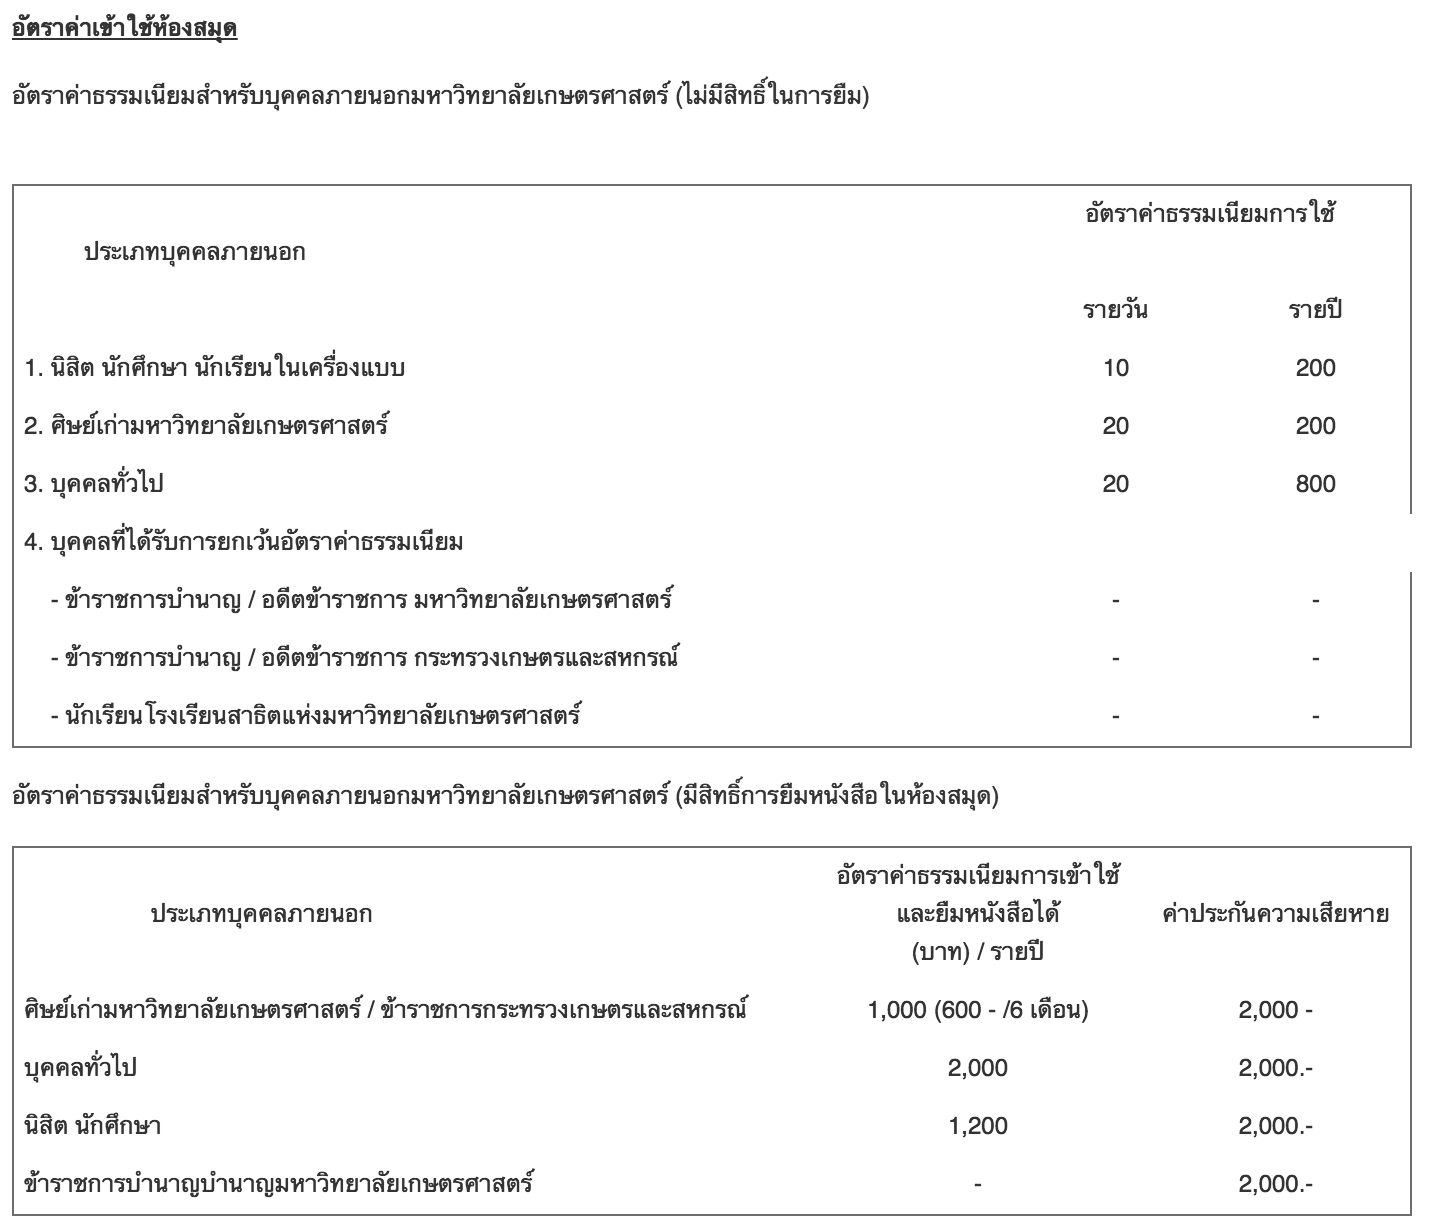 อัตราค่าเข้าใช้ห้องสมุด
อัตราค่าธรรมเนียมสำหรับบุคคลภายนอกมหาวิทยาลัยเกษตรศาสตร์ (ไม่มีสิทธิ์ในการยืม)
ประเภทบุคคลภายนอก
อัตราค่าธรรมเนียมการใช้
รายวัน รายปี
1. นิสิต นักศึกษา นักเรียนในเครื่องแบบ 10 200
2. ศิษย์เก่ามหาวิทยาลัยเกษตรศาสตร์ 20 200
3. บุคคลทั่วไป 20 800
4. บุคคลที่ได้รับการยกเว้นอัตราค่าธรรมเนียม
- ข้าราชการบำนาญ / อดีตข้าราชการ มหาวิทยาลัยเกษตรศาสตร์ - -
- ข้าราชการบำนาญ / อดีตข้าราชการ กระทรวงเกษตรและสหกรณ์ - -
- นักเรียนโรงเรียนสาธิตแห่งมหาวิทยาลัยเกษตรศาสตร์ - -
อัตราค่าธรรมเนียมสำหรับบุคคลภายนอกมหาวิทยาลัยเกษตรศาสตร์ (มีสิทธิ์การยืมหนังสือในห้องสมุด)
ประเภทบุคคลภายนอก
อัตราค่าธรรมเนียมการเข้าใช้
และยืมหนังสือได้
(บาท) / รายปี
ค่าประกันความเสียหาย
ศิษย์เก่ามหาวิทยาลัยเกษตรศาสตร์ / ข้าราชการกระทรวงเกษตรและสหกรณ์ 1,000 (600 - /6 เดือน) 2,000 -
บุคคลทั่วไป 2,000 2,000.-
นิสิต นักศึกษา 1,200 2,000.-
ข้าราชการบำนาญบำนาญมหาวิทยาลัยเกษตรศาสตร์ - 2,000.-